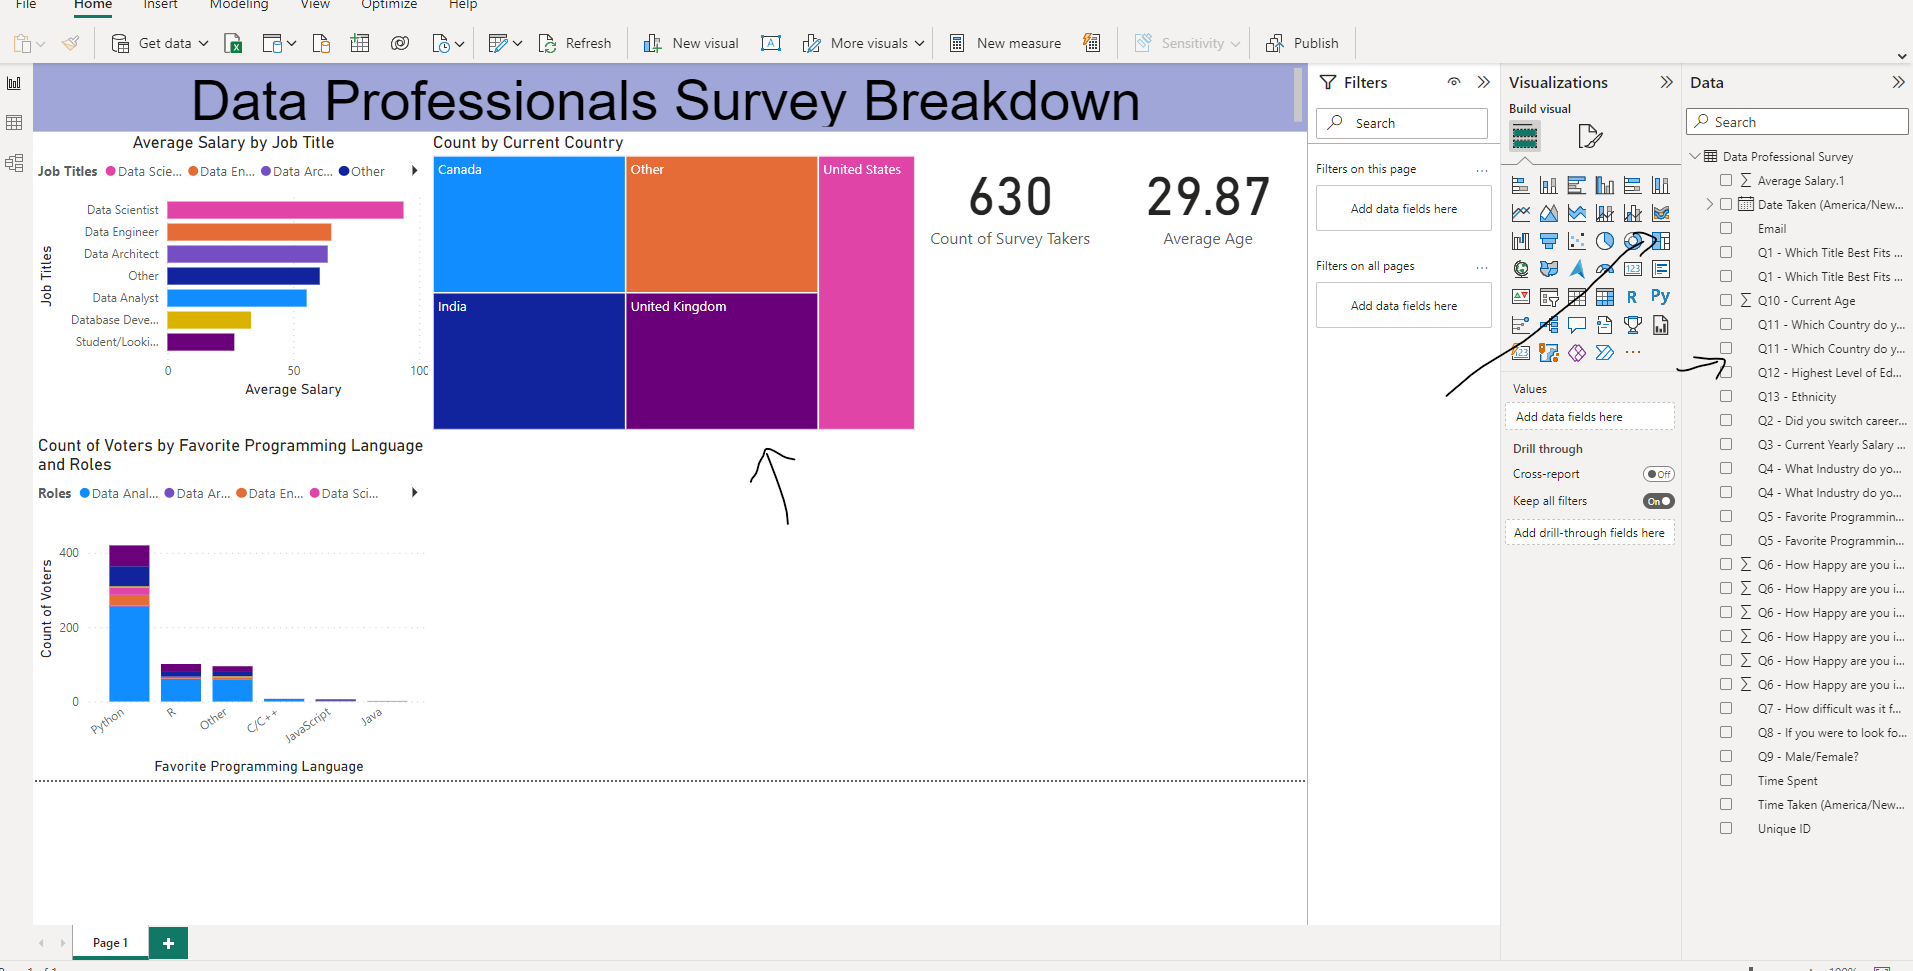 File Home Insert Modeling View Optimize Help
Get data Refresh New visual More visuals New measure Sensitivity Publish
Data Professionals Survey Breakdown
Average Salary by Job Title
Job Titles Data Scie... Data En... Data Arc... Other
Job Titles
Data Scientist
Data Engineer
Data Architect
Other
Data Analyst
Database Deve...
Student/Looki...
0 50 100
Average Salary
Count by Current Country
Canada
Other
United States
India
United Kingdom
630
Count of Survey Takers
29.87
Average Age
Count of Voters by Favorite Programming Language
and Roles
Roles Data Anal... Data Ar... Data En... Data Sci...
Count of Voters
400
200
0
Python R Other C/C++ JavaScript Java
Favorite Programming Language
Page 1
Filters
Search
Filters on this page ...
Add data fields here
Filters on all pages ...
Add data fields here
Visualizations
Build visual
123
R Py
123
...
Values
Add data fields here
Drill through
Cross-report Off
Keep all filters On
Add drill-through fields here
Data
Search
Data Professional Survey
Average Salary.1
Date Taken (America/New...
Email
Q1 - Which Title Best Fits ...
Q1 - Which Title Best Fits ...
Q10 - Current Age
Q11 - Which Country do y...
Q11 - Which Country do y...
Q12 - Highest Level of Ed...
Q13 - Ethnicity
Q2 - Did you switch career...
Q3 - Current Yearly Salary ...
Q4 - What Industry do yo...
Q4 - What Industry do yo...
Q5 - Favorite Programmin...
Q5 - Favorite Programmin...
Q6 - How Happy are you i...
Q6 - How Happy are you i...
Q6 - How Happy are you i...
Q6 - How Happy are you i...
Q6 - How Happy are you i...
Q6 - How Happy are you i...
Q7 - How difficult was it f...
Q8 - If you were to look fo...
Q9 - Male/Female?
Time Spent
Time Taken (America/New...
Unique ID